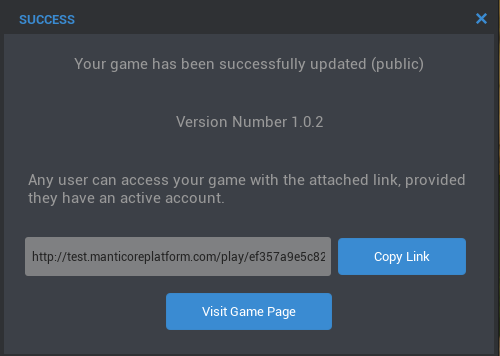 SUCCESS
Your game has been successfully updated (public)
Version Number 1.0.2
Any user can access your game with the attached link, provided
they have an active account.
http://test.manticoreplatform.com/play/ef357a9e5c82
Copy Link
Visit Game Page